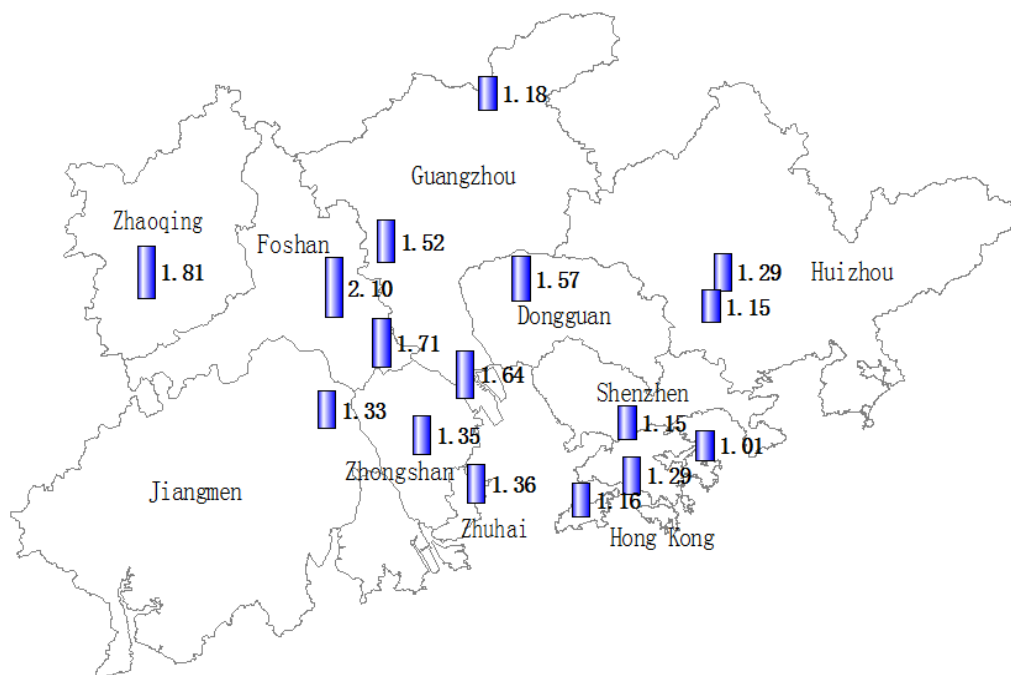 1.18
Guangzhou
Zhaoqing
1.81
Foshan
1.52
2.10
1.57
Dongguan
1.29
1.15
Huizhou
1.71
1.64
1.33
1.35
Zhongshan
Jiangmen
1.36
Zhuhai
Shenzhen
1.15
1.01
1.29
1.16
Hong Kong